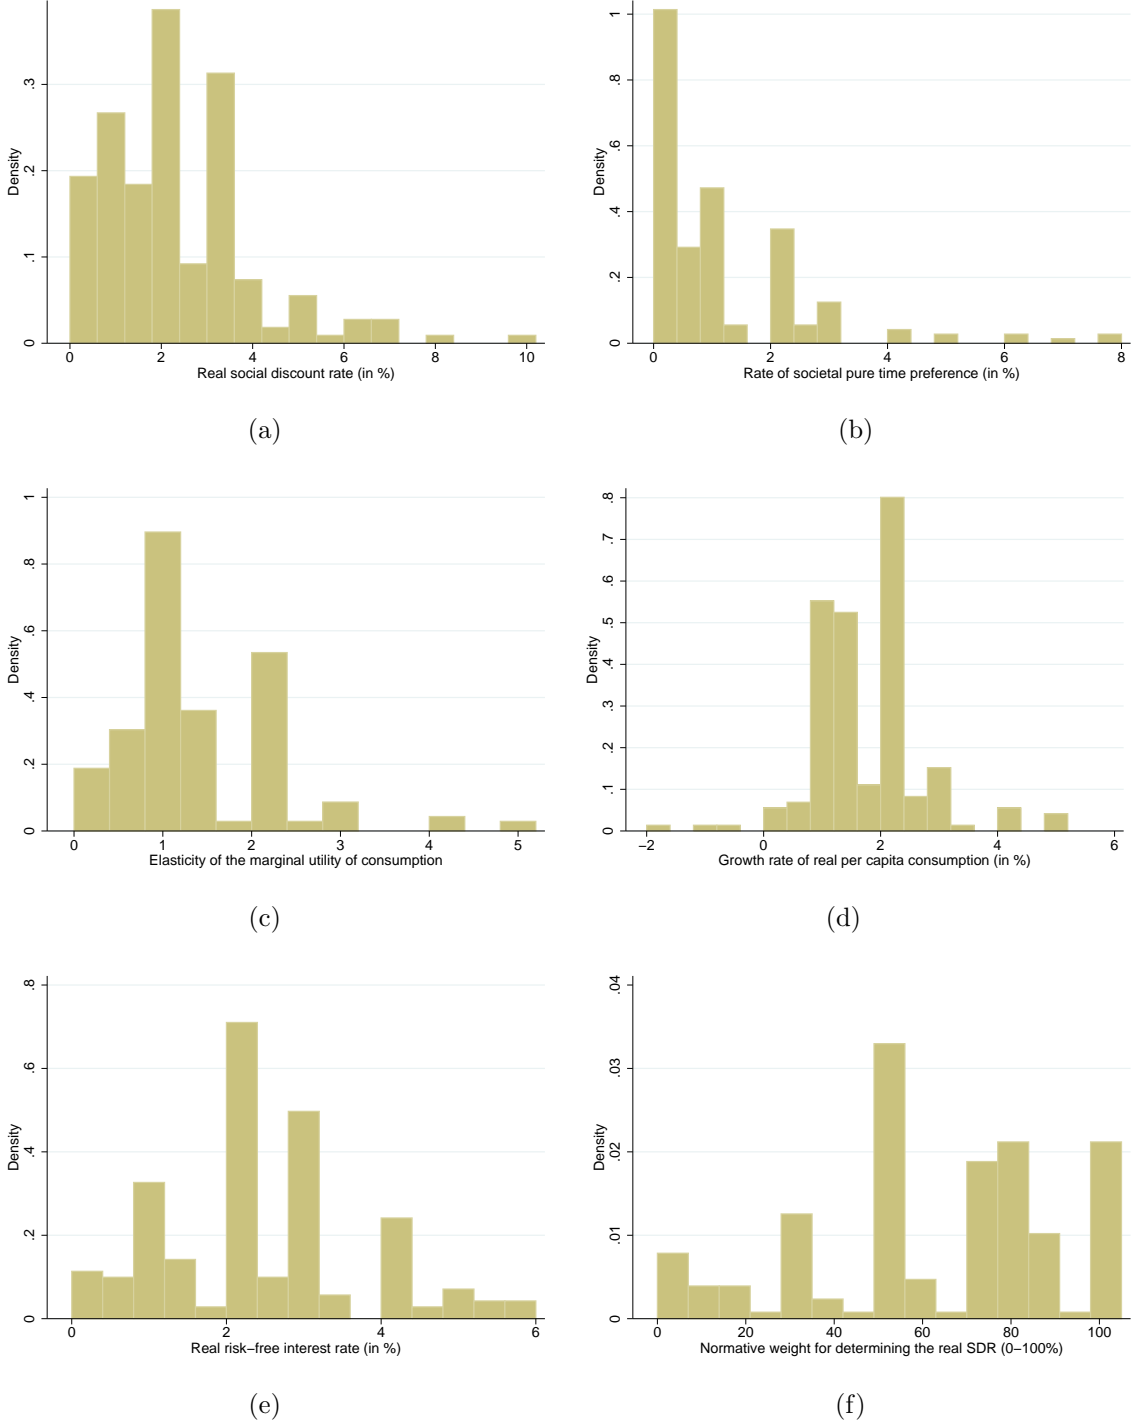 Density
.3
.2
.1
0
0 2 4 6 8 10
Real social discount rate (in %)
(a)
Density
1
.8
.6
.4
.2
0
0 2 4 6 8
Rate of societal pure time preference (in %)
(b)
Density
1
.8
.6
.4
.2
0
0 1 2 3 4 5
Elasticity of the marginal utility of consumption
(c)
Density
.8
.7
.6
.5
.4
.3
.2
.1
0
−2 0 2 4 6
Growth rate of real per capita consumption (in %)
(d)
Density
.8
.6
.4
.2
0
0 2 4 6
Real risk−free interest rate (in %)
(e)
Density
.04
.03
.02
.01
0
0 20 40 60 80 100
Normative weight for determining the real SDR (0−100%)
(f)